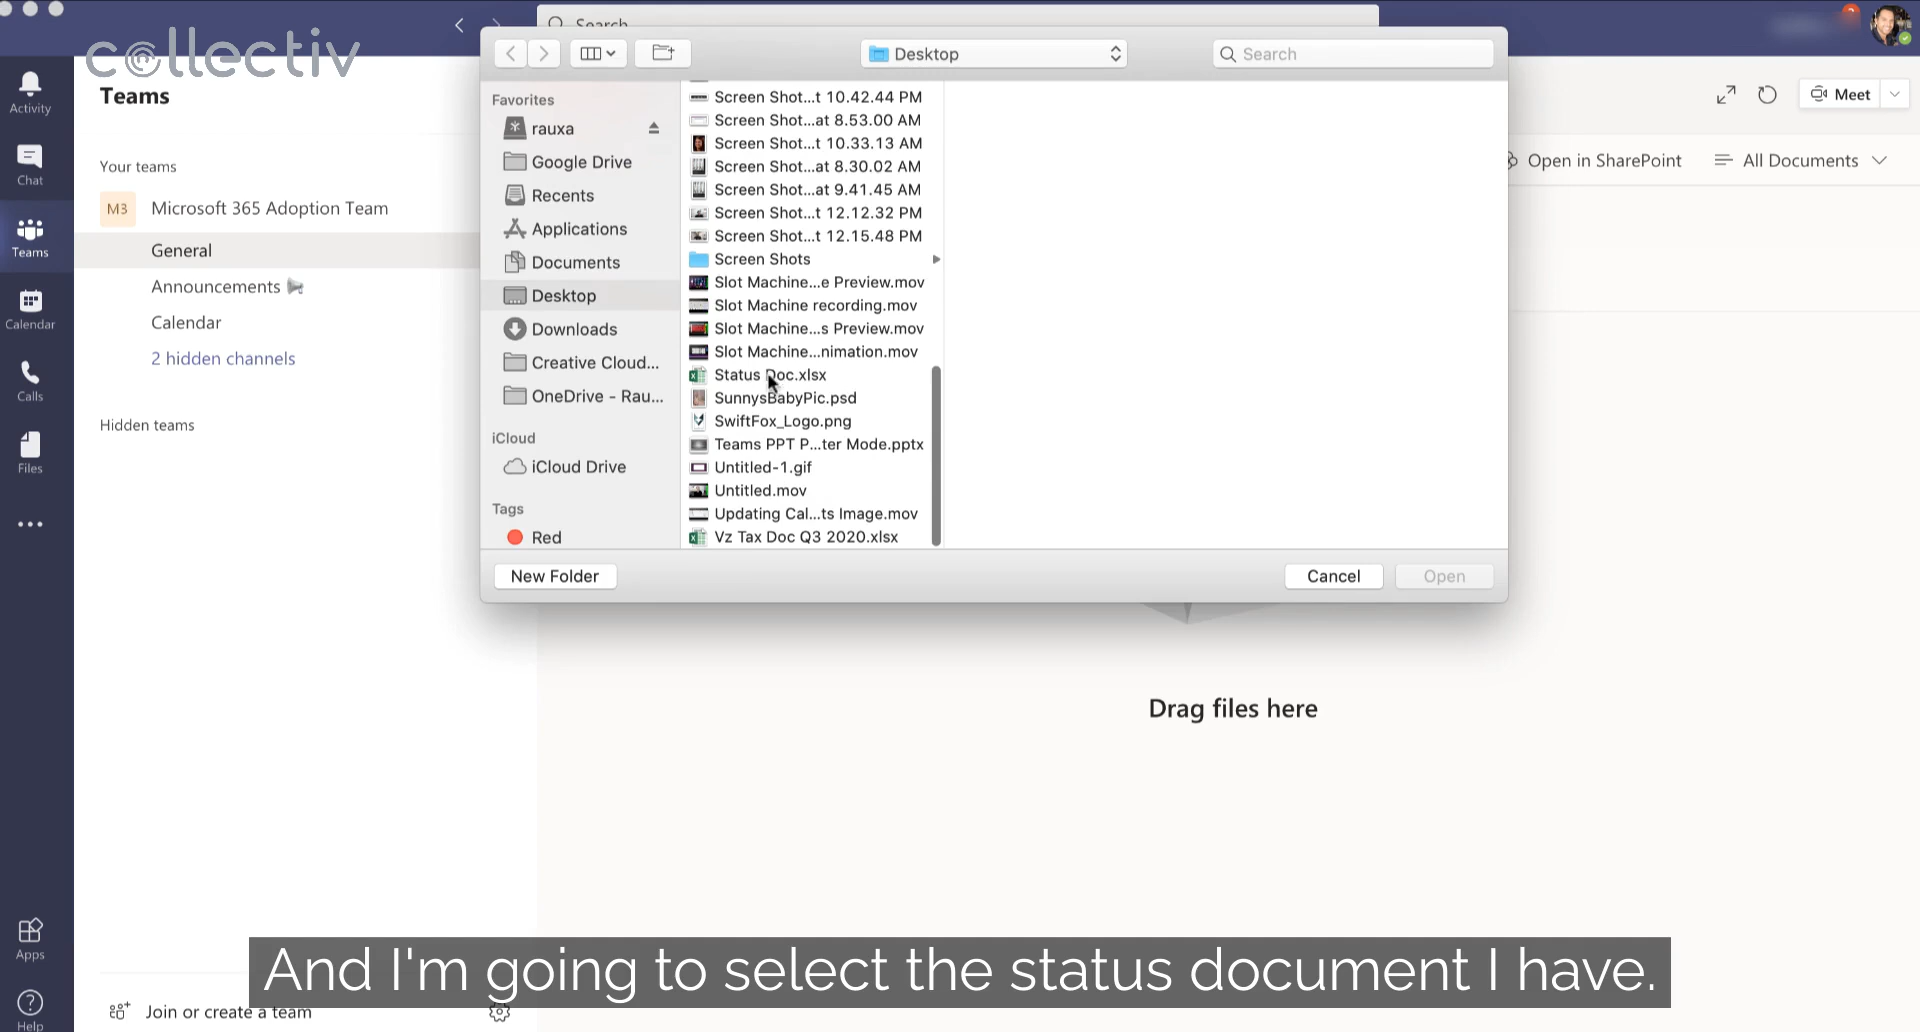 Search
collectiv
Desktop
Search
Teams
Meet
Activity
Chat
Teams
Calendar
Calls
Files
Apps
Help
Your teams
M3 Microsoft 365 Adoption Team
General
Announcements
Calendar
2 hidden channels
Hidden teams
Join or create a team
Favorites
rauxa
Google Drive
Recents
Applications
Documents
Desktop
Downloads
Creative Cloud...
OneDrive - Rau...
iCloud
iCloud Drive
Tags
Red
Screen Shot...t 10.42.44 PM
Screen Shot...at 8.53.00 AM
Screen Shot...t 10.33.13 AM
Screen Shot...at 8.30.02 AM
Screen Shot...at 9.41.45 AM
Screen Shot...t 12.12.32 PM
Screen Shot...t 12.15.48 PM
Screen Shots
Slot Machine...e Preview.mov
Slot Machine recording.mov
Slot Machine...s Preview.mov
Slot Machine...nimation.mov
Status Doc.xlsx
SunnysBabyPic.psd
SwiftFox_Logo.png
Teams PPT P...ter Mode.pptx
Untitled-1.gif
Untitled.mov
Updating Cal...ts Image.mov
Vz Tax Doc Q3 2020.xlsx
New Folder
Cancel
Open
Open in SharePoint
All Documents
Drag files here
And I'm going to select the status document I have.